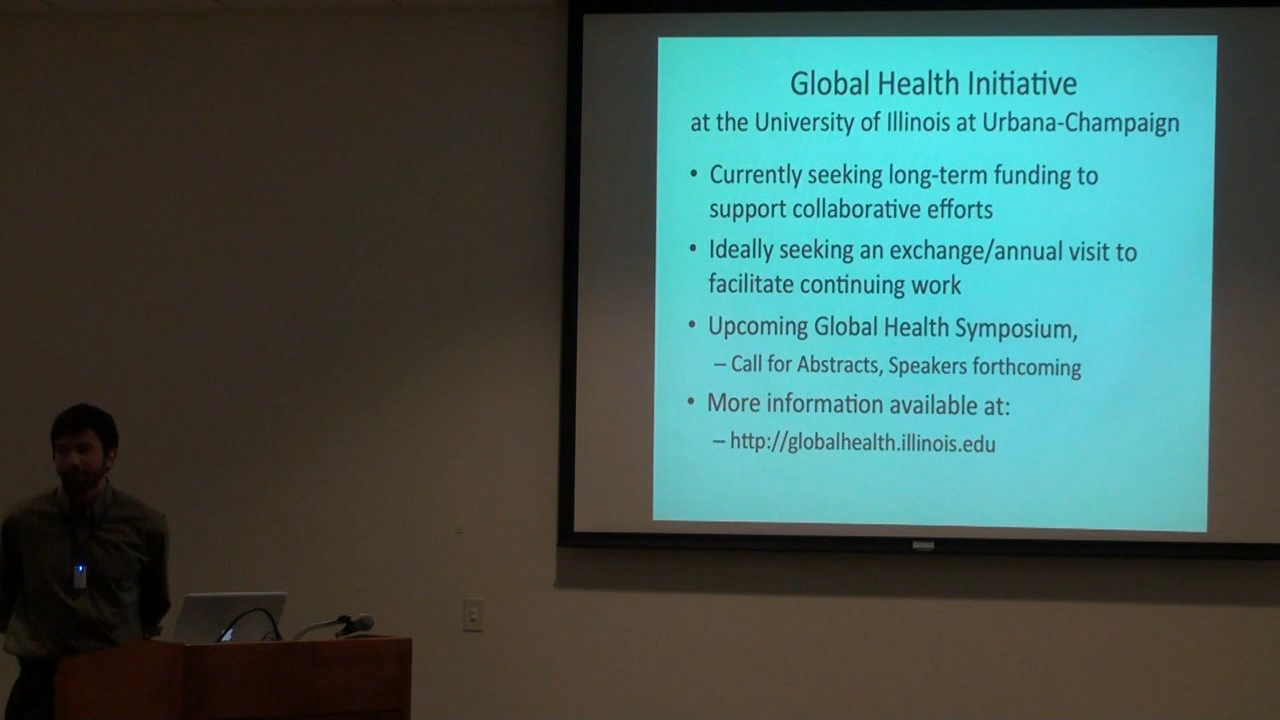 Global Health Initiative
at the University of Illinois at Urbana-Champaign
• Currently seeking long-term funding to
support collaborative efforts
• Ideally seeking an exchange/annual visit to
facilitate continuing work
• Upcoming Global Health Symposium,
– Call for Abstracts, Speakers forthcoming
• More information available at:
– http://globalhealth.illinois.edu